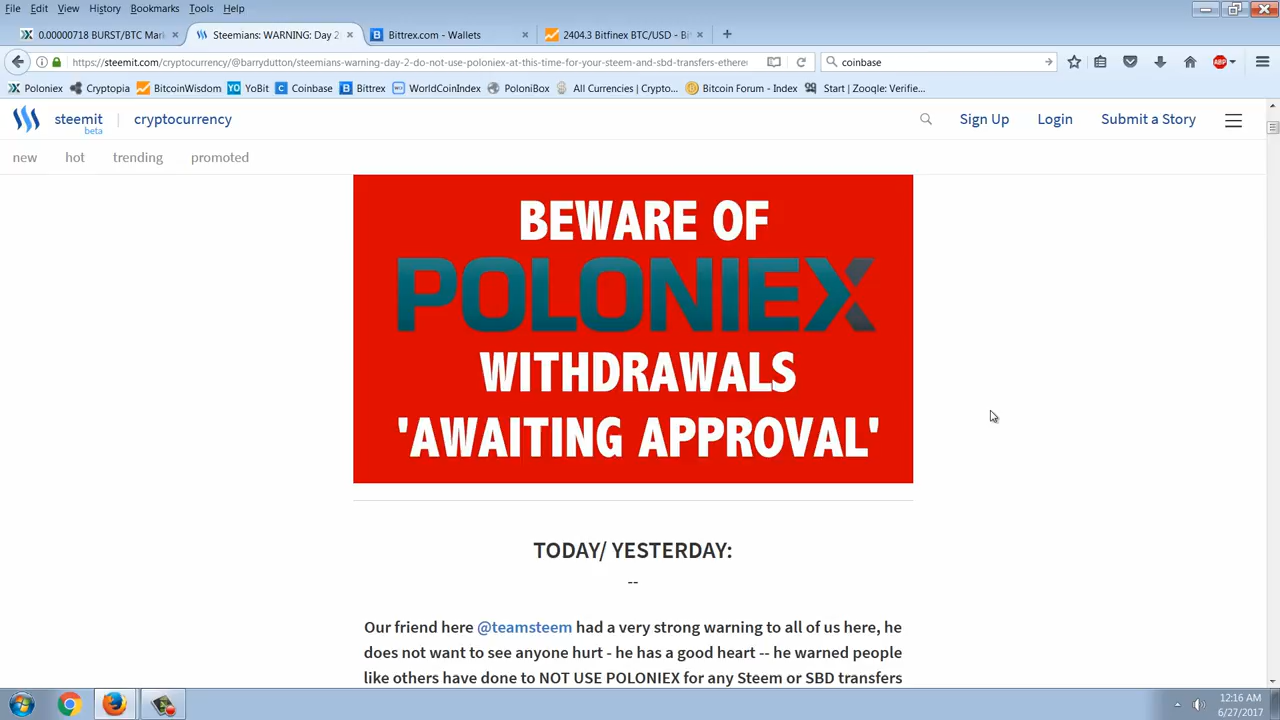 File Edit View History Bookmarks Tools Help
0.00000718 BURST/BTC Mark
Steemians: WARNING: Day 2
Bittrex.com - Wallets
2404.3 Bitfinex BTC/USD - Bi
https://steemit.com/cryptocurrency/@barrydutton/steemians-warning-day-2-do-not-use-poloniex-at-this-time-for-your-steem-and-sbd-transfers-ethere
coinbase
ABP
Poloniex Cryptopia BitcoinWisdom YO YoBit C Coinbase B Bittrex WorldCoinIndex PoloniBox All Currencies | Crypto... Bitcoin Forum - Index Start | Zooqle: Verifie...
steemit
beta
cryptocurrency
Sign Up Login Submit a Story
new hot trending promoted
BEWARE OF
POLONIEX
WITHDRAWALS
'AWAITING APPROVAL'
TODAY/ YESTERDAY:
--
Our friend here @teamsteem had a very strong warning to all of us here, he
does not want to see anyone hurt - he has a good heart -- he warned people
like others have done to NOT USE POLONIEX for any Steem or SBD transfers
12:16 AM
6/27/2017